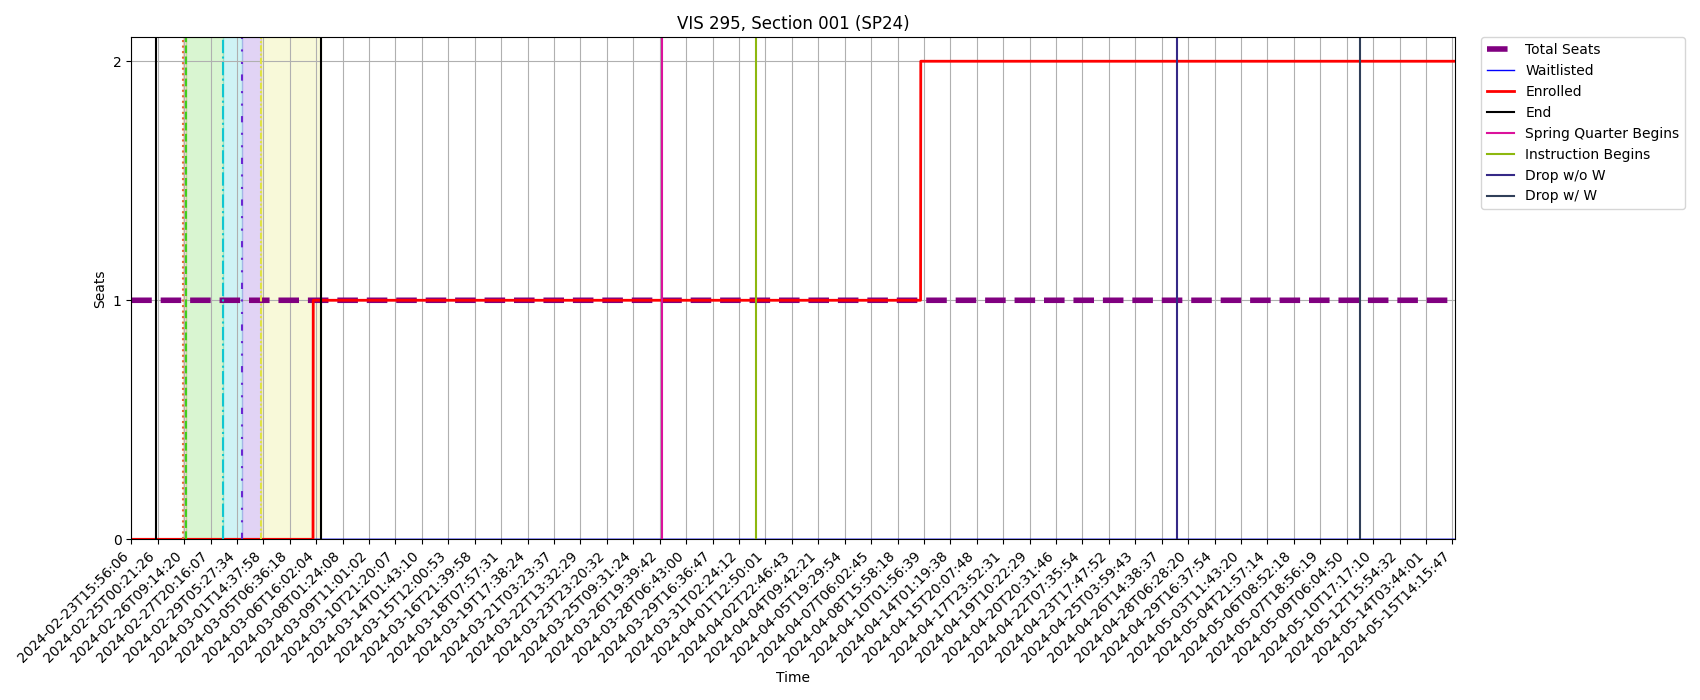 VIS 295, Section 001 (SP24)
Total Seats
Waitlisted
Enrolled
End
Spring Quarter Begins
Instruction Begins
Drop w/o W
Drop w/ W
Seats
2
1
0
2024-02-23T15:56:06
2024-02-25T00:21:26
2024-02-26T09:14:20
2024-02-27T20:16:07
2024-02-29T05:27:34
2024-03-01T14:37:58
2024-03-05T06:36:18
2024-03-06T16:02:04
2024-03-08T01:24:08
2024-03-09T11:01:02
2024-03-10T21:20:07
2024-03-14T01:43:10
2024-03-15T12:00:53
2024-03-16T21:39:58
2024-03-18T07:57:31
2024-03-19T17:38:24
2024-03-21T03:23:37
2024-03-22T13:32:29
2024-03-23T23:20:32
2024-03-25T09:31:24
2024-03-26T19:39:42
2024-03-28T06:43:00
2024-03-29T16:36:47
2024-03-31T02:24:12
2024-04-01T12:50:01
2024-04-02T22:46:43
2024-04-04T09:42:21
2024-04-05T19:29:54
2024-04-07T06:02:45
2024-04-08T15:58:18
2024-04-10T01:56:39
2024-04-14T01:19:38
2024-04-15T20:07:48
2024-04-17T23:52:31
2024-04-19T10:22:29
2024-04-20T20:31:46
2024-04-22T07:35:54
2024-04-23T17:47:52
2024-04-25T03:59:43
2024-04-26T14:38:37
2024-04-28T06:28:20
2024-04-29T16:37:54
2024-05-03T11:43:20
2024-05-04T21:57:14
2024-05-06T08:52:18
2024-05-07T18:56:19
2024-05-09T06:04:50
2024-05-10T17:17:10
2024-05-12T15:54:32
2024-05-14T03:44:01
2024-05-15T14:15:47
Time